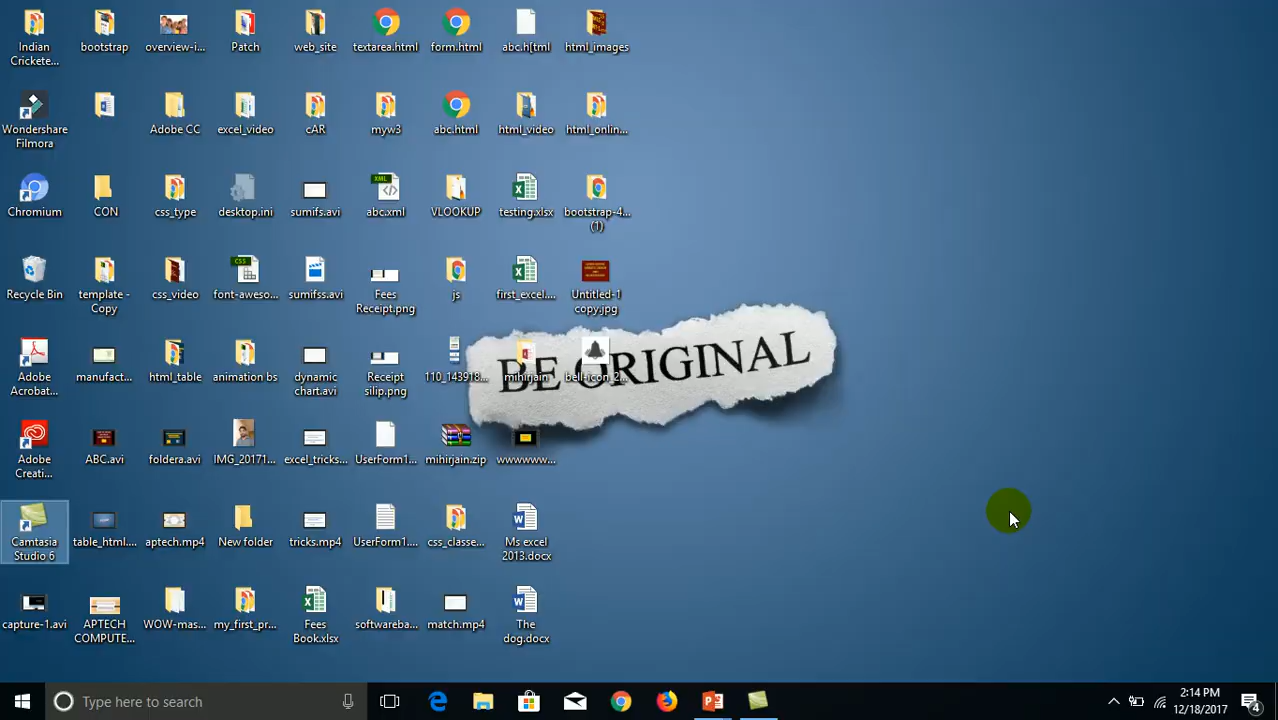 Indian
Crickete...
bootstrap
overview-i...
Patch
web_site
textarea.html
form.html
abc.h[tml
html_images
Wondershare
Filmora
Adobe CC
excel_video
cAR
myw3
abc.html
html_video
html_onlin...
Chromium
CON
css_type
desktop.ini
sumifs.avi
abc.xml
VLOOKUP
testing.xlsx
bootstrap-4...
(1)
Recycle Bin
template -
Copy
css_video
font-aweso...
sumifss.avi
Fees
Receipt.png
js
first_excel....
Untitled-1
copy.jpg
Adobe
Acrobat...
manufact...
html_table
animation bs
dynamic
chart.avi
Receipt
silip.png
110_143918...
mihirjain
bell-icon_2...
BE ORIGINAL
Adobe
Creati...
ABC.avi
foldera.avi
IMG_20171...
excel_tricks...
UserForm1...
mihirjain.zip
wwwwww...
Camtasia
Studio 6
table_html....
aptech.mp4
New folder
tricks.mp4
UserForm1....
css_classe...
Ms excel
2013.docx
capture-1.avi
APTECH
COMPUTE...
WOW-mas...
my_first_pr...
Fees
Book.xlsx
softwareba...
match.mp4
The
dog.docx
Type here to search
2:14 PM
12/18/2017
4